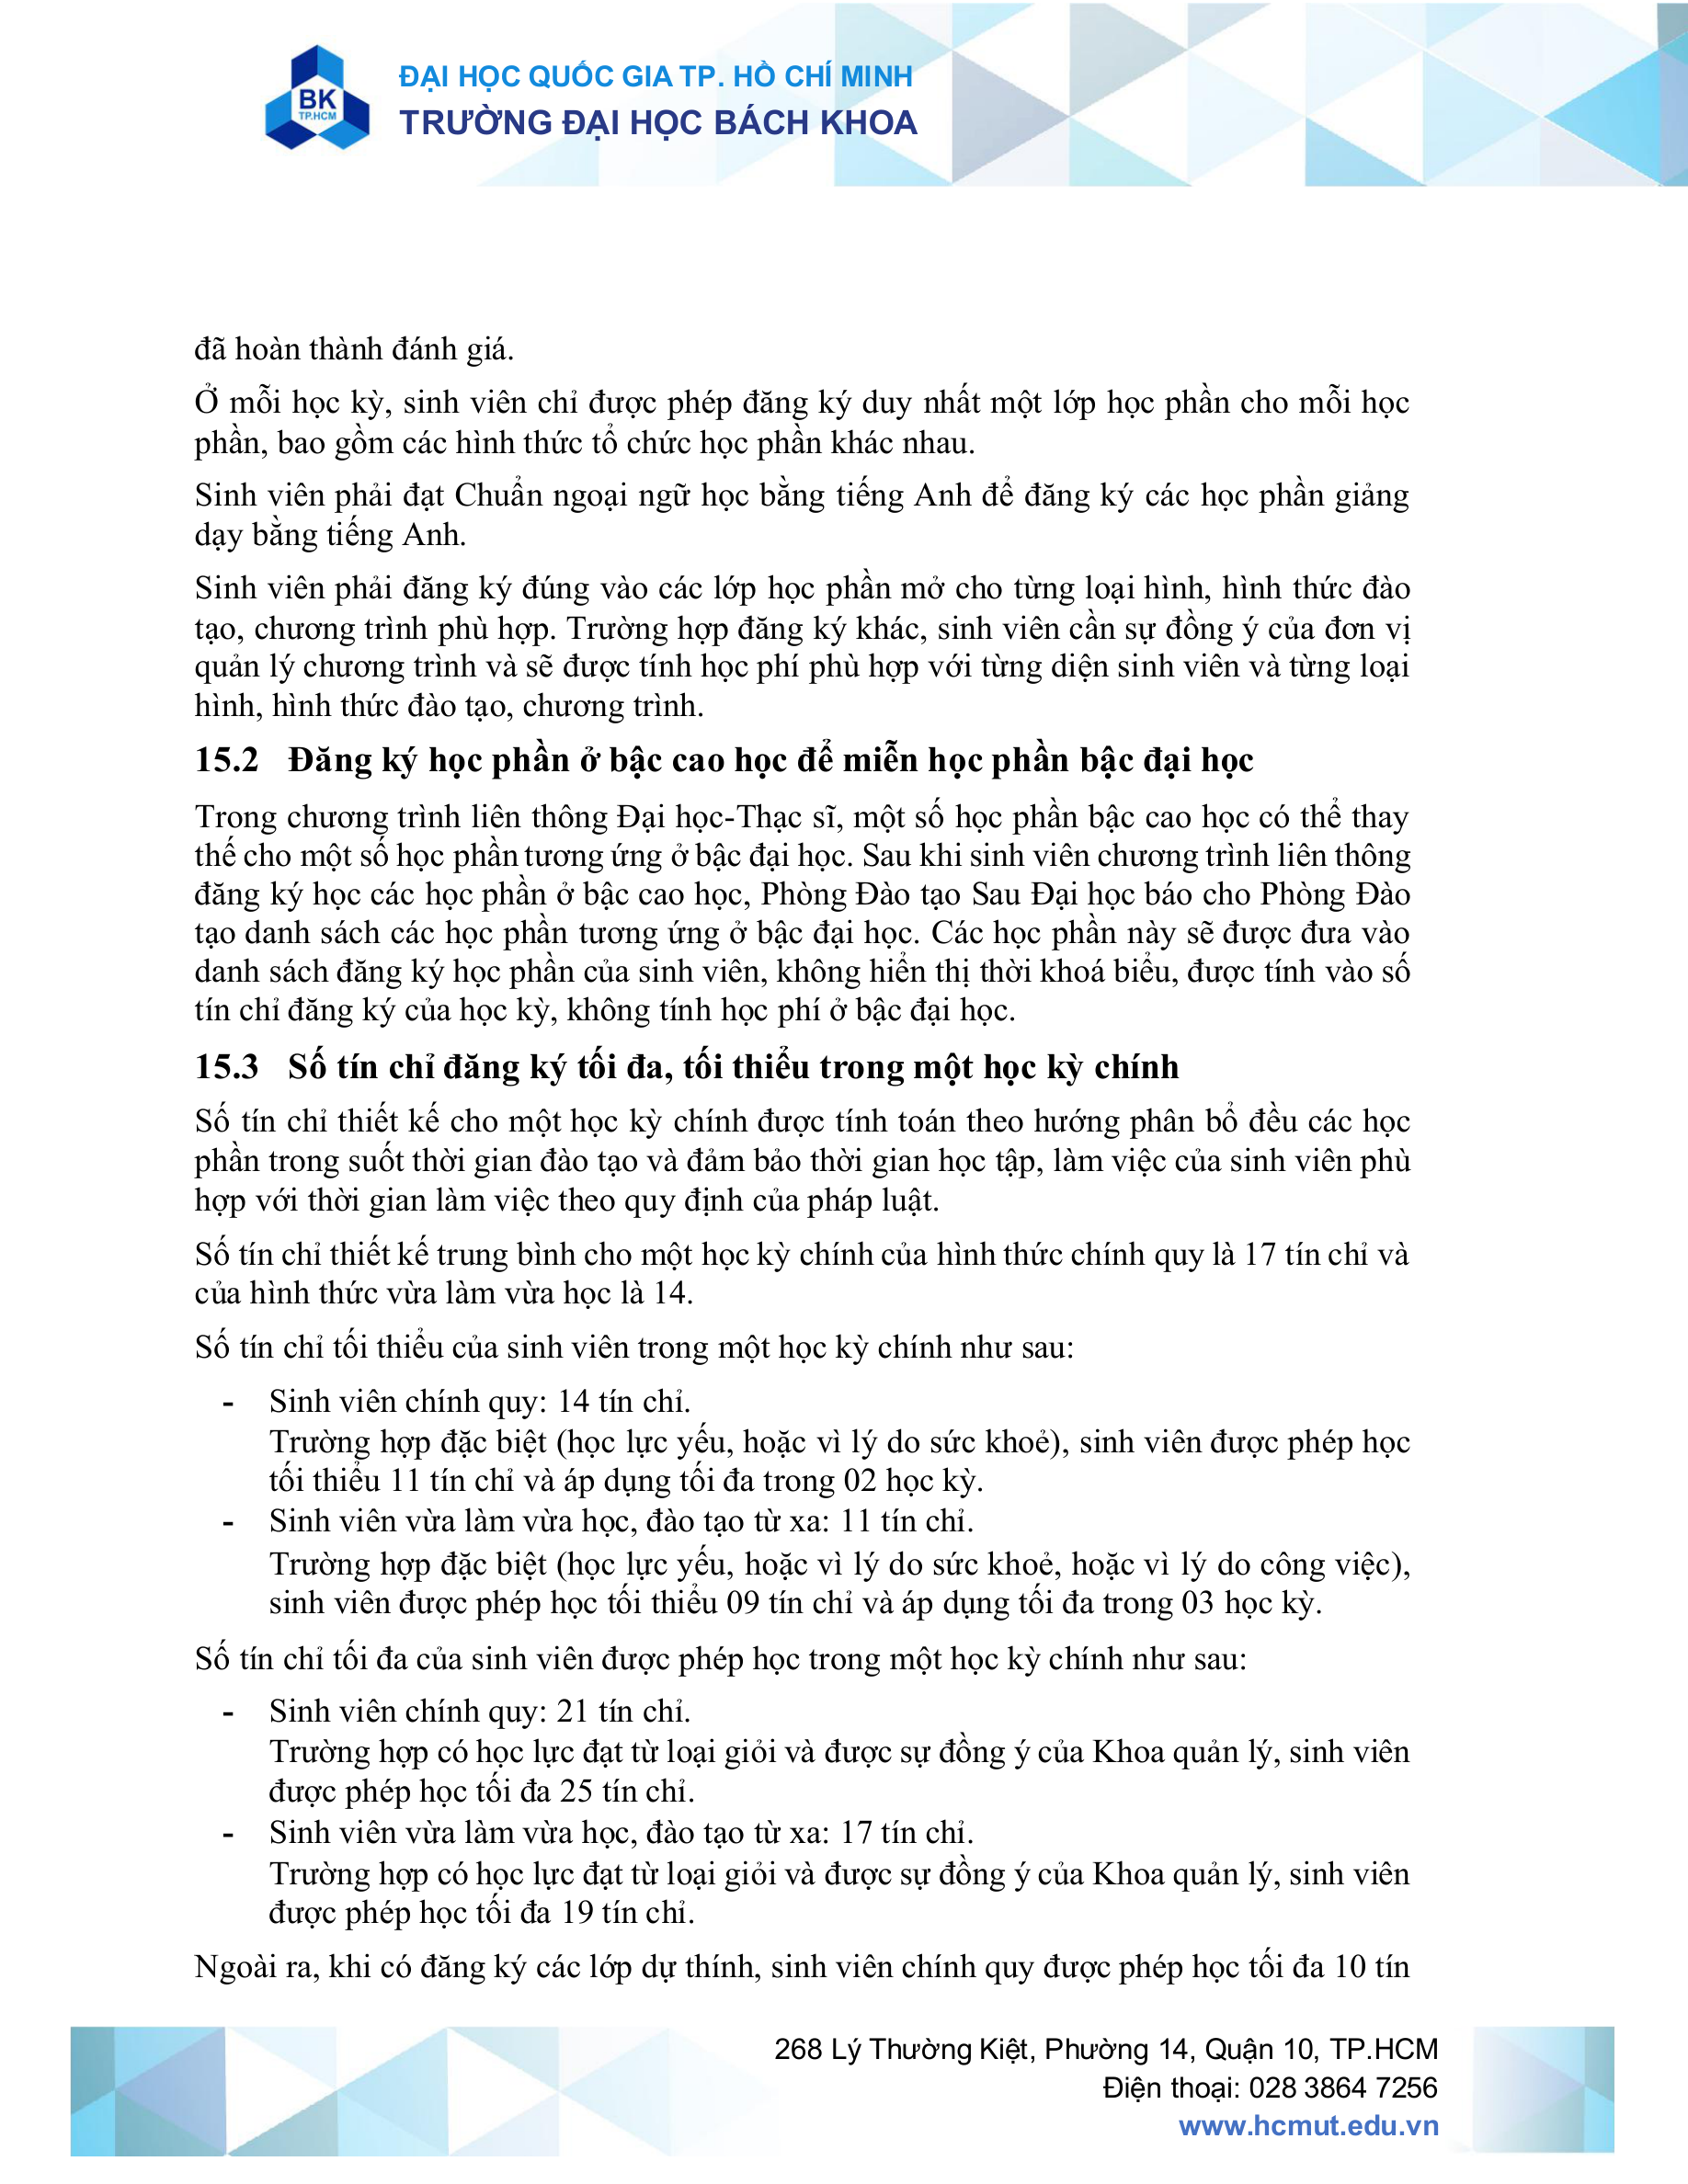 BK
TP.HCM
ĐẠI HỌC QUỐC GIA TP. HỒ CHÍ MINH
TRƯỜNG ĐẠI HỌC BÁCH KHOA
đã hoàn thành đánh giá.
Ở mỗi học kỳ, sinh viên chỉ được phép đăng ký duy nhất một lớp học phần cho mỗi học
phần, bao gồm các hình thức tổ chức học phần khác nhau.
Sinh viên phải đạt Chuẩn ngoại ngữ học bằng tiếng Anh để đăng ký các học phần giảng
dạy bằng tiếng Anh.
Sinh viên phải đăng ký đúng vào các lớp học phần mở cho từng loại hình, hình thức đào
tạo, chương trình phù hợp. Trường hợp đăng ký khác, sinh viên cần sự đồng ý của đơn vị
quản lý chương trình và sẽ được tính học phí phù hợp với từng diện sinh viên và từng loại
hình, hình thức đào tạo, chương trình.
15.2 Đăng ký học phần ở bậc cao học để miễn học phần bậc đại học
Trong chương trình liên thông Đại học-Thạc sĩ, một số học phần bậc cao học có thể thay
thế cho một số học phần tương ứng ở bậc đại học. Sau khi sinh viên chương trình liên thông
đăng ký học các học phần ở bậc cao học, Phòng Đào tạo Sau Đại học báo cho Phòng Đào
tạo danh sách các học phần tương ứng ở bậc đại học. Các học phần này sẽ được đưa vào
danh sách đăng ký học phần của sinh viên, không hiển thị thời khoá biểu, được tính vào số
tín chỉ đăng ký của học kỳ, không tính học phí ở bậc đại học.
15.3 Số tín chỉ đăng ký tối đa, tối thiểu trong một học kỳ chính
Số tín chỉ thiết kế cho một học kỳ chính được tính toán theo hướng phân bổ đều các học
phần trong suốt thời gian đào tạo và đảm bảo thời gian học tập, làm việc của sinh viên phù
hợp với thời gian làm việc theo quy định của pháp luật.
Số tín chỉ thiết kế trung bình cho một học kỳ chính của hình thức chính quy là 17 tín chỉ và
của hình thức vừa làm vừa học là 14.
Số tín chỉ tối thiểu của sinh viên trong một học kỳ chính như sau:
- Sinh viên chính quy: 14 tín chỉ.
Trường hợp đặc biệt (học lực yếu, hoặc vì lý do sức khoẻ), sinh viên được phép học
tối thiểu 11 tín chỉ và áp dụng tối đa trong 02 học kỳ.
- Sinh viên vừa làm vừa học, đào tạo từ xa: 11 tín chỉ.
Trường hợp đặc biệt (học lực yếu, hoặc vì lý do sức khoẻ, hoặc vì lý do công việc),
sinh viên được phép học tối thiểu 09 tín chỉ và áp dụng tối đa trong 03 học kỳ.
Số tín chỉ tối đa của sinh viên được phép học trong một học kỳ chính như sau:
- Sinh viên chính quy: 21 tín chỉ.
Trường hợp có học lực đạt từ loại giỏi và được sự đồng ý của Khoa quản lý, sinh viên
được phép học tối đa 25 tín chỉ.
- Sinh viên vừa làm vừa học, đào tạo từ xa: 17 tín chỉ.
Trường hợp có học lực đạt từ loại giỏi và được sự đồng ý của Khoa quản lý, sinh viên
được phép học tối đa 19 tín chỉ.
Ngoài ra, khi có đăng ký các lớp dự thính, sinh viên chính quy được phép học tối đa 10 tín
268 Lý Thường Kiệt, Phường 14, Quận 10, TP.HCM
Điện thoại: 028 3864 7256
www.hcmut.edu.vn